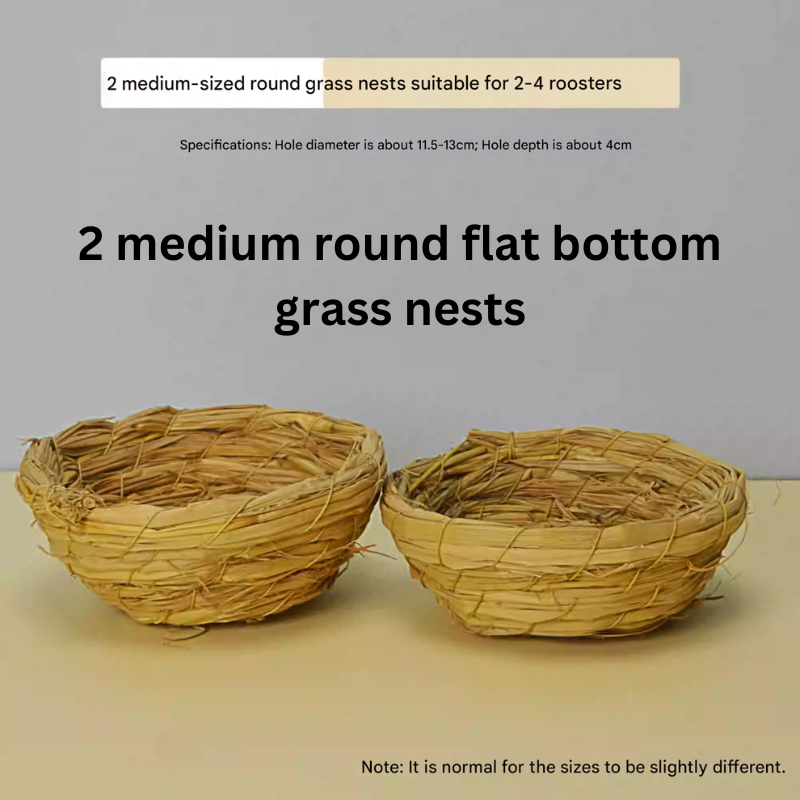 2 medium-sized round grass nests suitable for 2-4 roosters
Specifications: Hole diameter is about 11.5-13cm; Hole depth is about 4cm
2 medium round flat bottom
grass nests
Note: It is normal for the sizes to be slightly different.